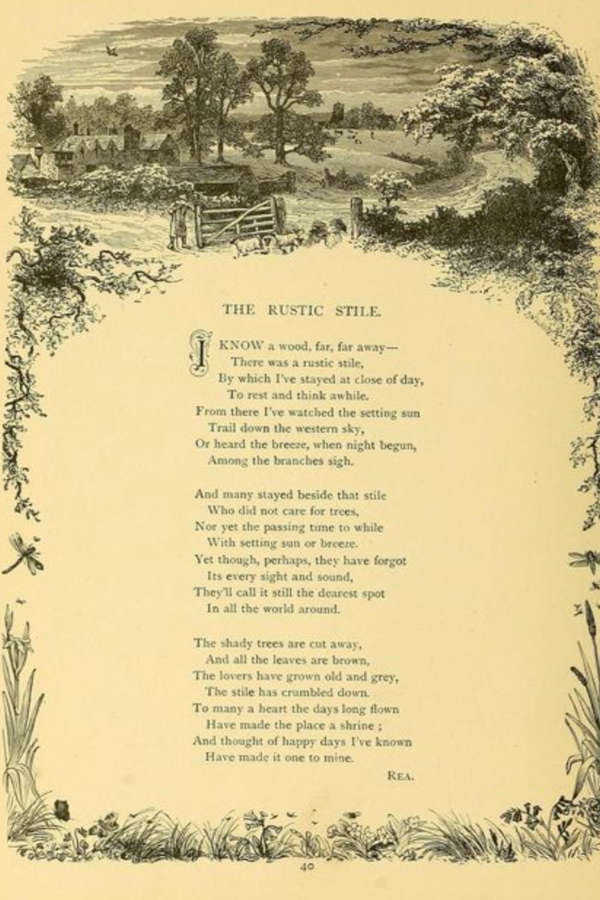 THE RUSTIC STILE.
I KNOW a wood, far, far away—
There was a rustic stile,
By which I've stayed at close of day,
To rest and think awhile.
From there I've watched the setting sun
Trail down the western sky,
Or heard the breeze, when night begun,
Among the branches sigh.
And many stayed beside that stile
Who did not care for trees,
Nor yet the passing time to while
With setting sun or breeze.
Yet though, perhaps, they have forgot
Its every sight and sound,
They'll call it still the dearest spot
In all the world around.
The shady trees are cut away,
And all the leaves are brown,
The lovers have grown old and grey,
The stile has crumbled down.
To many a heart the days long flown
Have made the place a shrine ;
And thought of happy days I've known
Have made it one to mine.
REA.
40